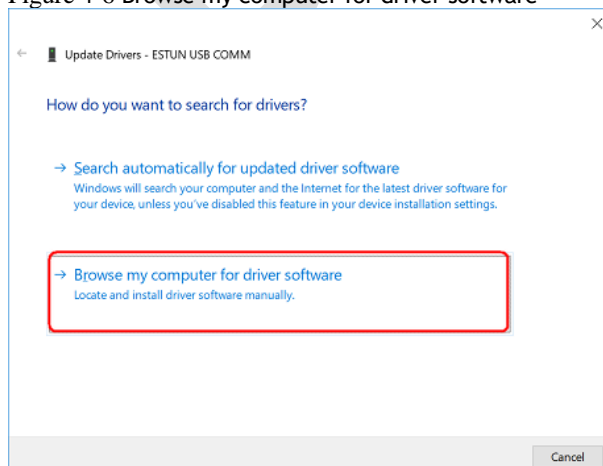 Figure 4-8 Browse my computer for driver software
Update Drivers - ESTUN USB COMM
How do you want to search for drivers?
→ Search automatically for updated driver software
Windows will search your computer and the Internet for the latest driver software for
your device, unless you've disabled this feature in your device installation settings.
→ Browse my computer for driver software
Locate and install driver software manually.
Cancel